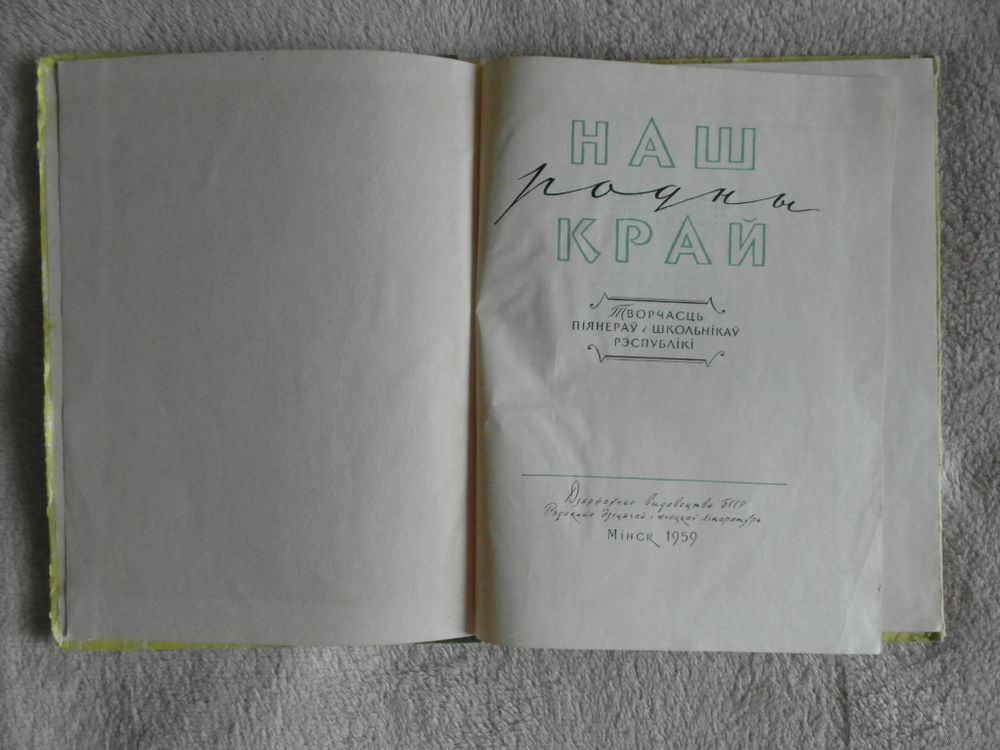 НАШ
родны
КРАЙ
ТВОРЧАСЦЬ
ПІЯНЕРАЎ і ШКОЛЬНІКАЎ
РЭСПУБЛІКІ
Дзяржаўнае выдавецтва БССР
Рэдакцыя дзіцячай і юнацкай літаратуры
Мінск 1959